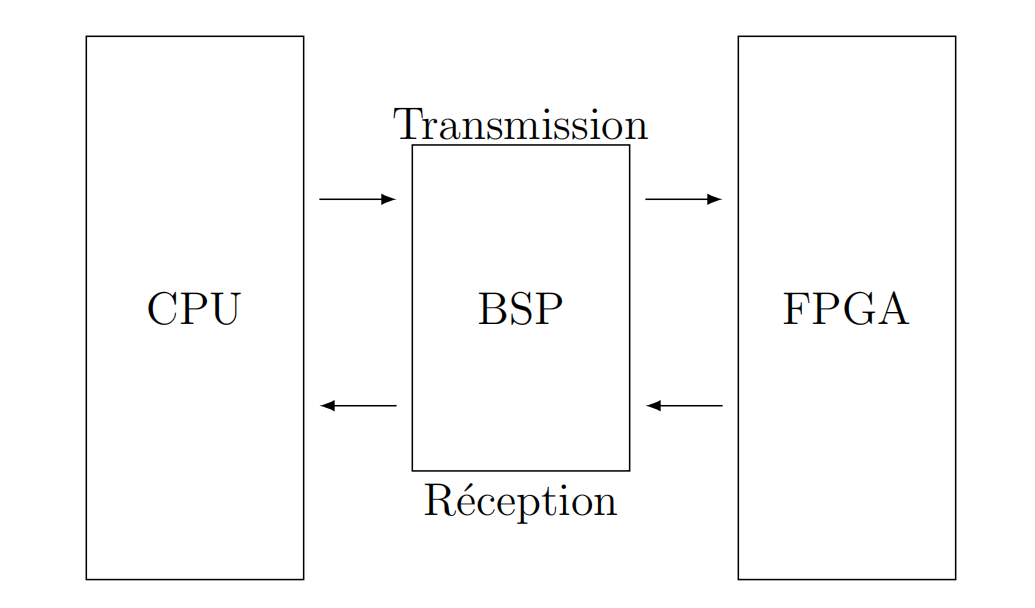 Transmission
CPU
BSP
FPGA
Réception